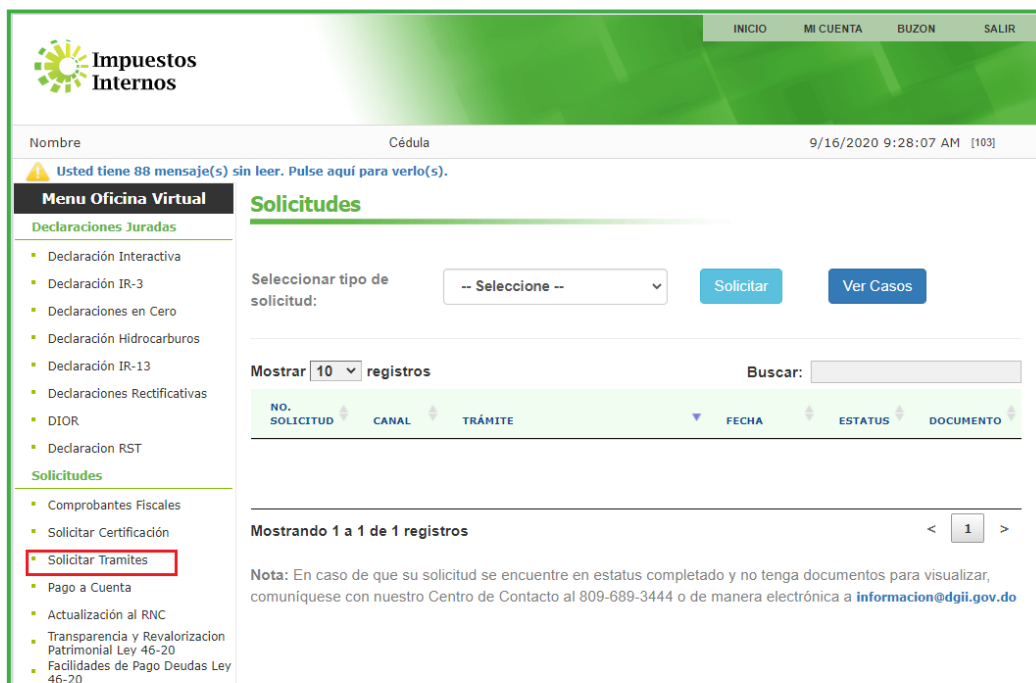 INICIO MI CUENTA BUZON SALIR
Impuestos
Internos
Nombre Cédula 9/16/2020 9:28:07 AM [103]
Usted tiene 88 mensaje(s) sin leer. Pulse aquí para verlo(s).
Menu Oficina Virtual
Declaraciones Juradas
Declaración Interactiva
Declaración IR-3
Declaraciones en Cero
Declaración Hidrocarburos
Declaración IR-13
Declaraciones Rectificativas
DIOR
Declaracion RST
Solicitudes
Comprobantes Fiscales
Solicitar Certificación
Solicitar Tramites
Pago a Cuenta
Actualización al RNC
Transparencia y Revalorizacion
Patrimonial Ley 46-20
Facilidades de Pago Deudas Ley
46-20
Solicitudes
Seleccionar tipo de
solicitud:
-- Seleccione --
Solicitar
Ver Casos
Mostrar 10 registros
Buscar:
NO.
SOLICITUD CANAL TRÁMITE FECHA ESTATUS DOCUMENTO
Mostrando 1 a 1 de 1 registros
< 1 >
Nota: En caso de que su solicitud se encuentre en estatus completado y no tenga documentos para visualizar,
comuníquese con nuestro Centro de Contacto al 809-689-3444 o de manera electrónica a informacion@dgii.gov.do